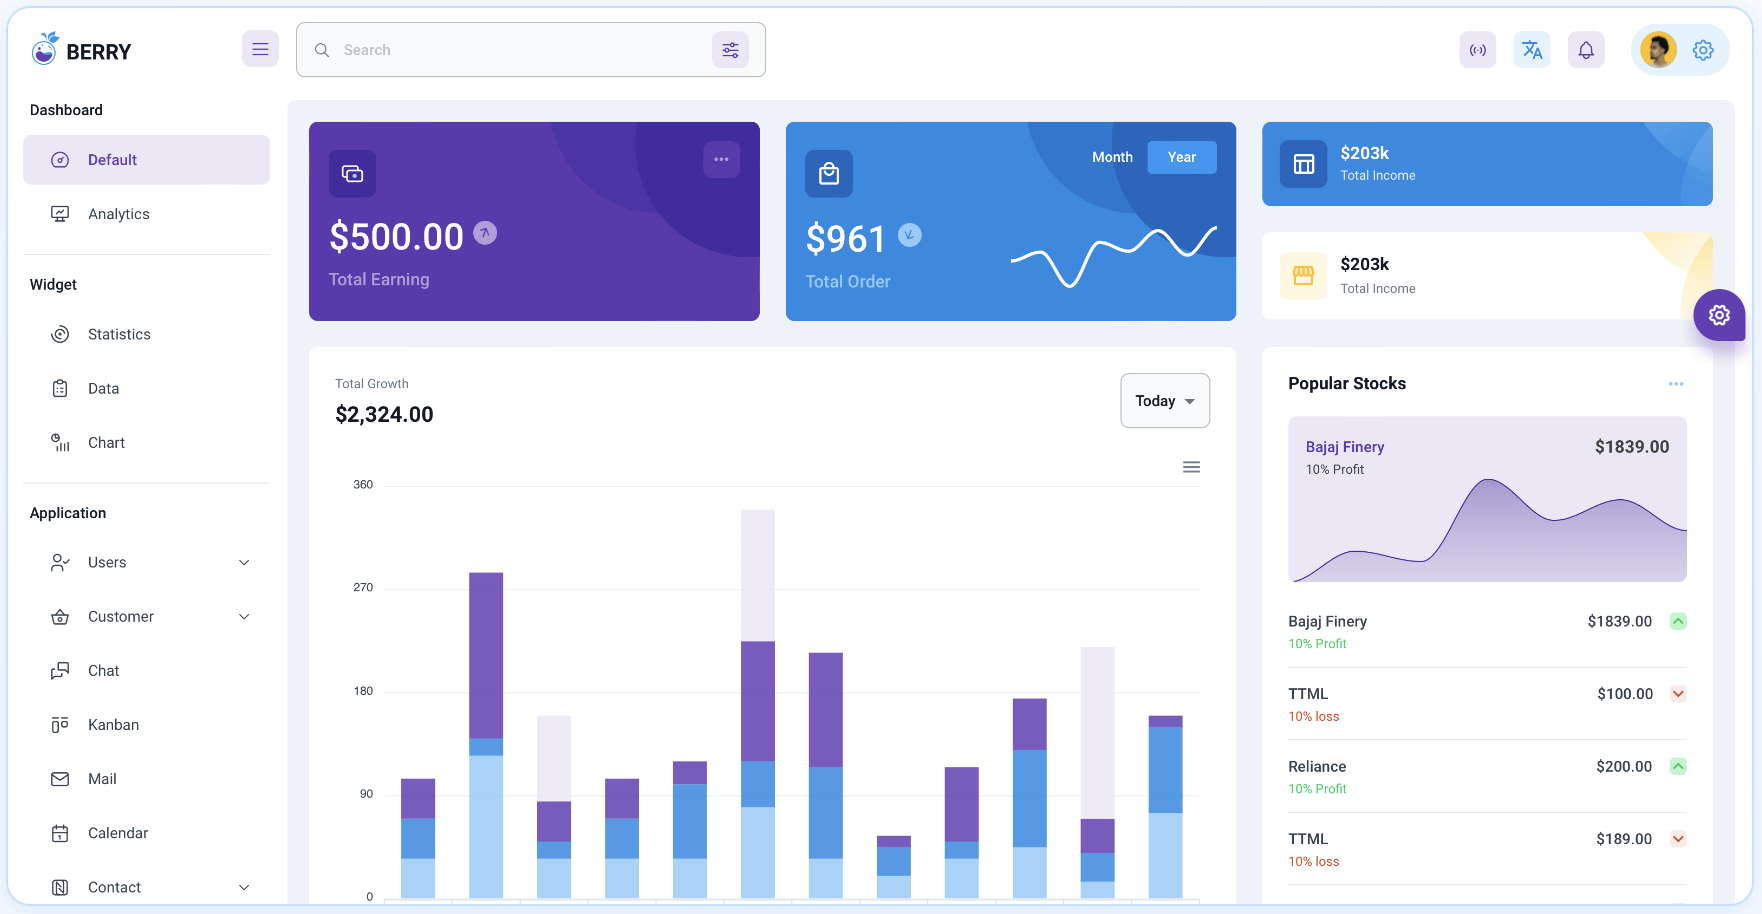 BERRY
Search
Dashboard
Default
Analytics
Widget
Statistics
Data
Chart
Application
Users
Customer
Chat
Kanban
Mail
Calendar
Contact
$500.00
Total Earning
Month Year
$961
Total Order
$203k
Total Income
$203k
Total Income
Total Growth
$2,324.00
Today
360
270
180
90
0
Popular Stocks
Bajaj Finery $1839.00
10% Profit
Bajaj Finery $1839.00
10% Profit
TTML $100.00
10% loss
Reliance $200.00
10% Profit
TTML $189.00
10% loss